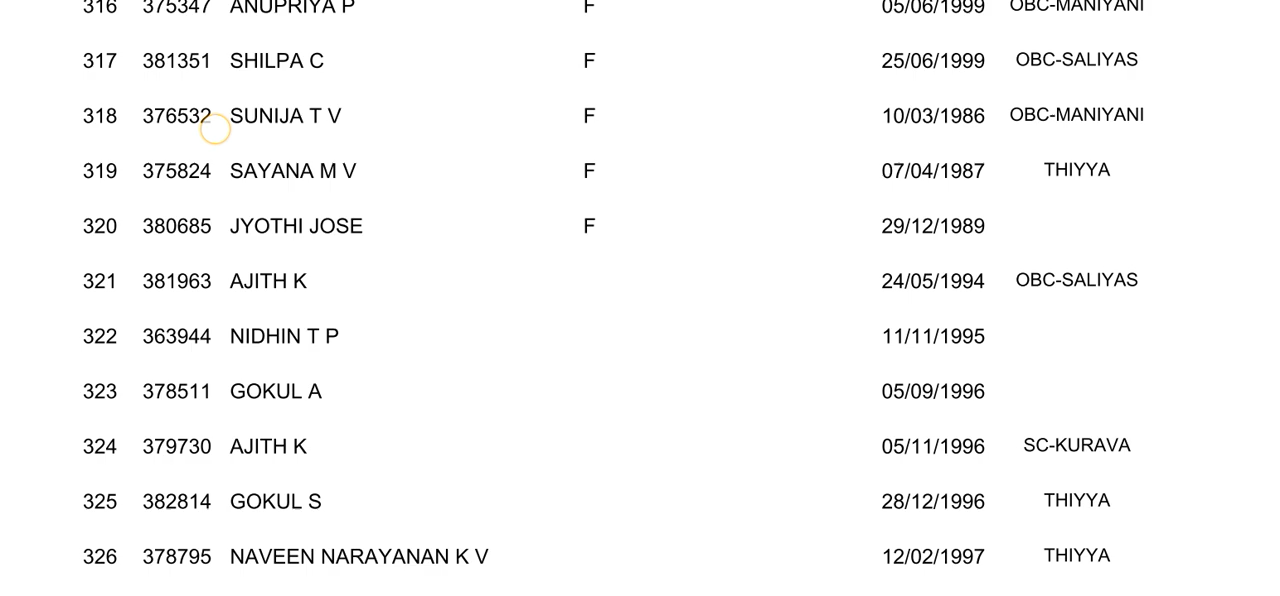 316 375347 ANUPRIYA P F 05/06/1999 OBC-MANIYANI
317 381351 SHILPA C F 25/06/1999 OBC-SALIYAS
318 376532 SUNIJA T V F 10/03/1986 OBC-MANIYANI
319 375824 SAYANA M V F 07/04/1987 THIYYA
320 380685 JYOTHI JOSE F 29/12/1989
321 381963 AJITH K 24/05/1994 OBC-SALIYAS
322 363944 NIDHIN T P 11/11/1995
323 378511 GOKUL A 05/09/1996
324 379730 AJITH K 05/11/1996 SC-KURAVA
325 382814 GOKUL S 28/12/1996 THIYYA
326 378795 NAVEEN NARAYANAN K V 12/02/1997 THIYYA